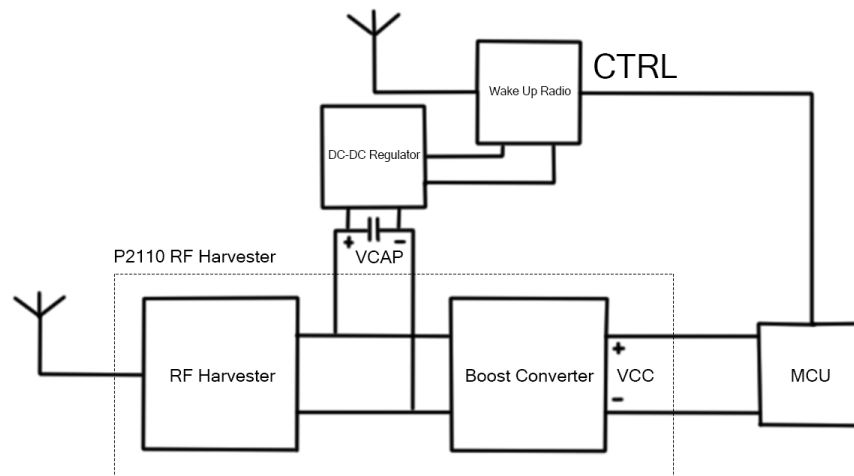 CTRL
Wake Up Radio
DC-DC Regulator
+ -
VCAP
P2110 RF Harvester
RF Harvester
Boost Converter
+
VCC
-
MCU